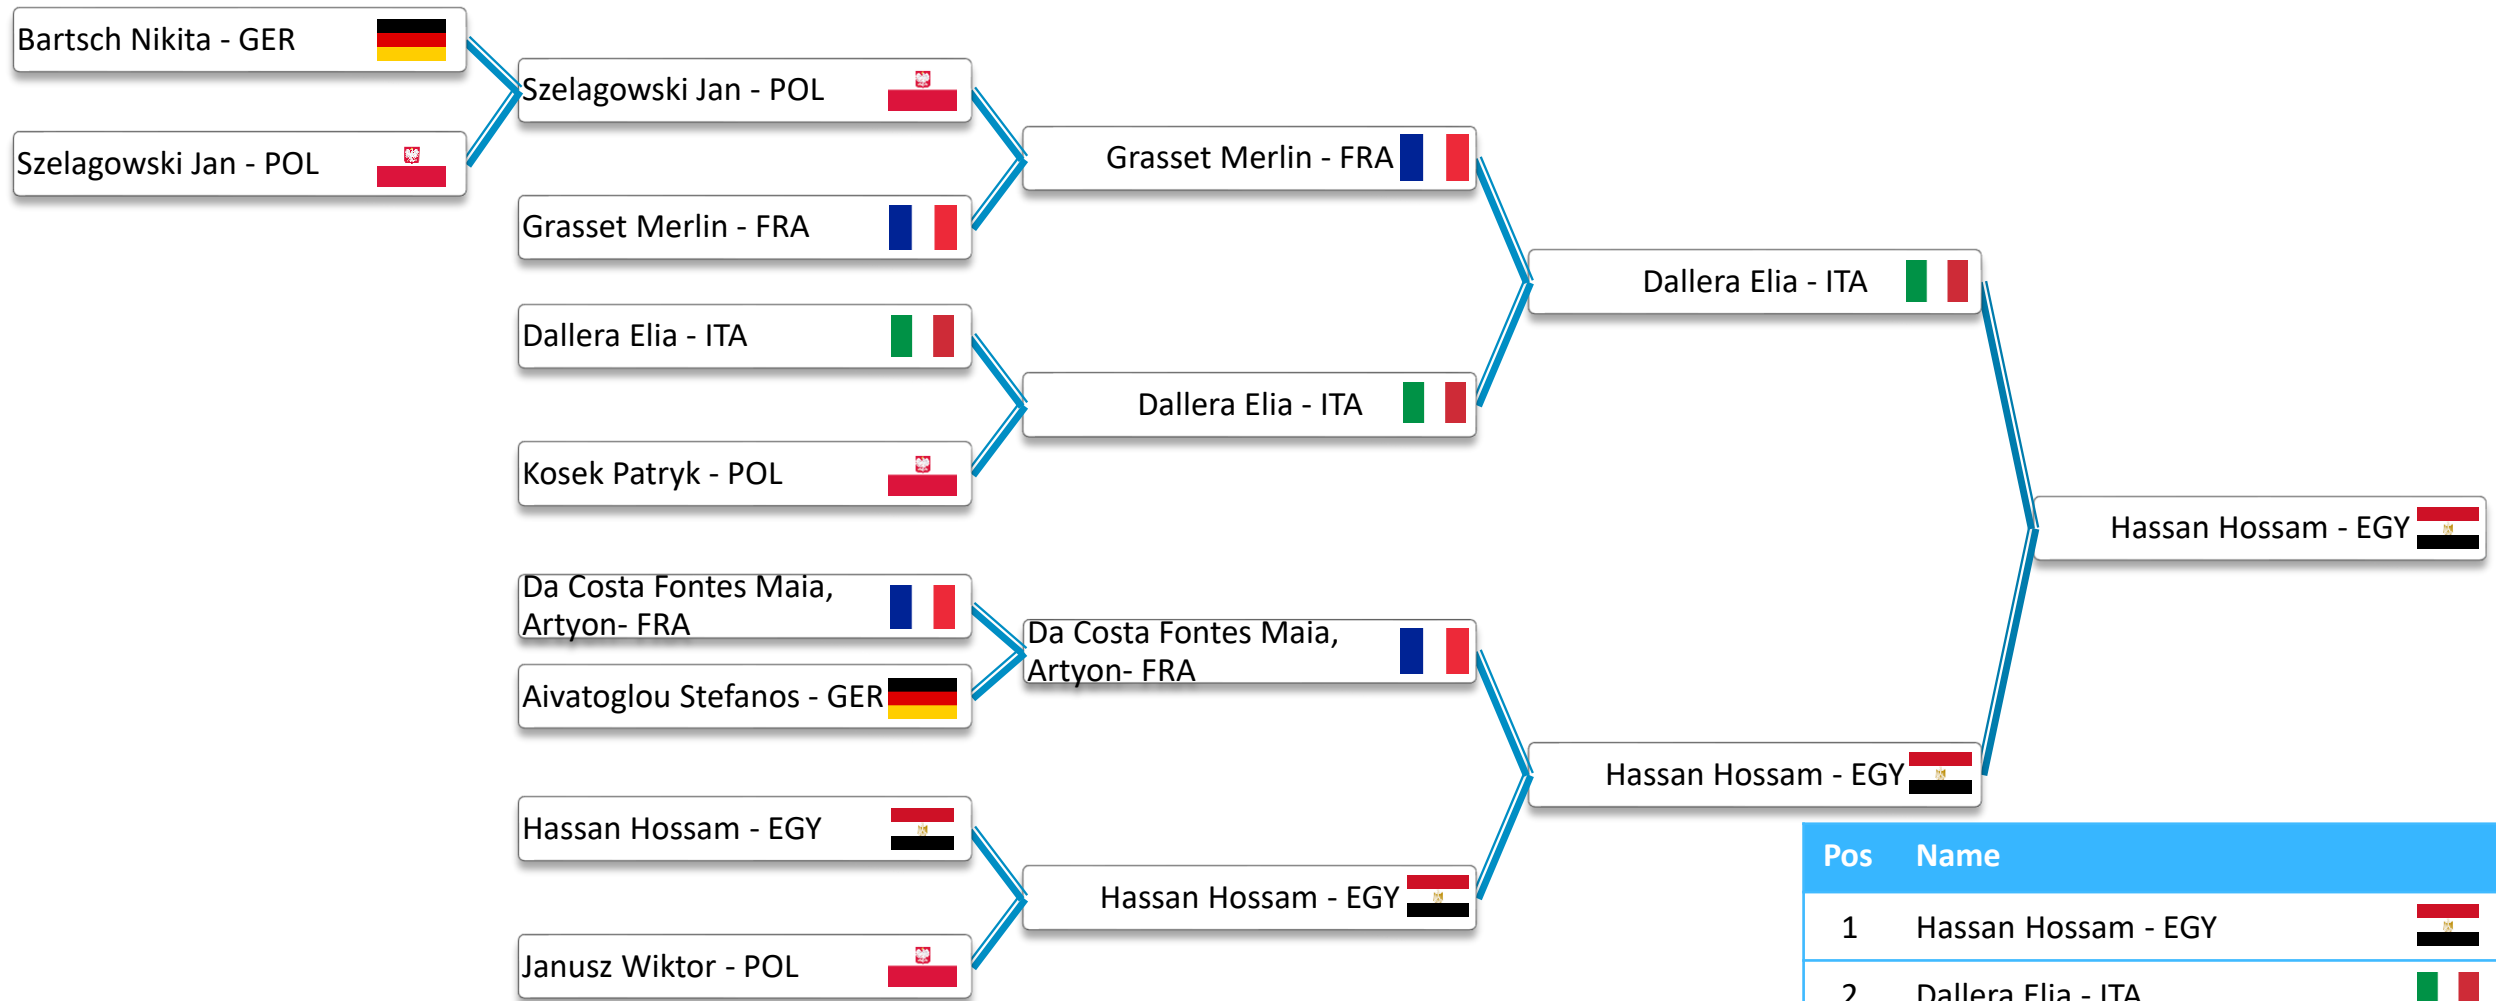 Bartsch Nikita - GER
Szelagowski Jan - POL
Szelagowski Jan - POL
Grasset Merlin - FRA
Dallera Elia - ITA
Kosek Patryk - POL
Da Costa Fontes Maia,
Artyon- FRA
Aivatoglou Stefanos - GER
Hassan Hossam - EGY
Janusz Wiktor - POL
Grasset Merlin - FRA
Dallera Elia - ITA
Da Costa Fontes Maia,
Artyon- FRA
Hassan Hossam - EGY
Dallera Elia - ITA
Hassan Hossam - EGY
Hassan Hossam - EGY
Pos Name
1 Hassan Hossam - EGY
2 Dallera Elia - ITA